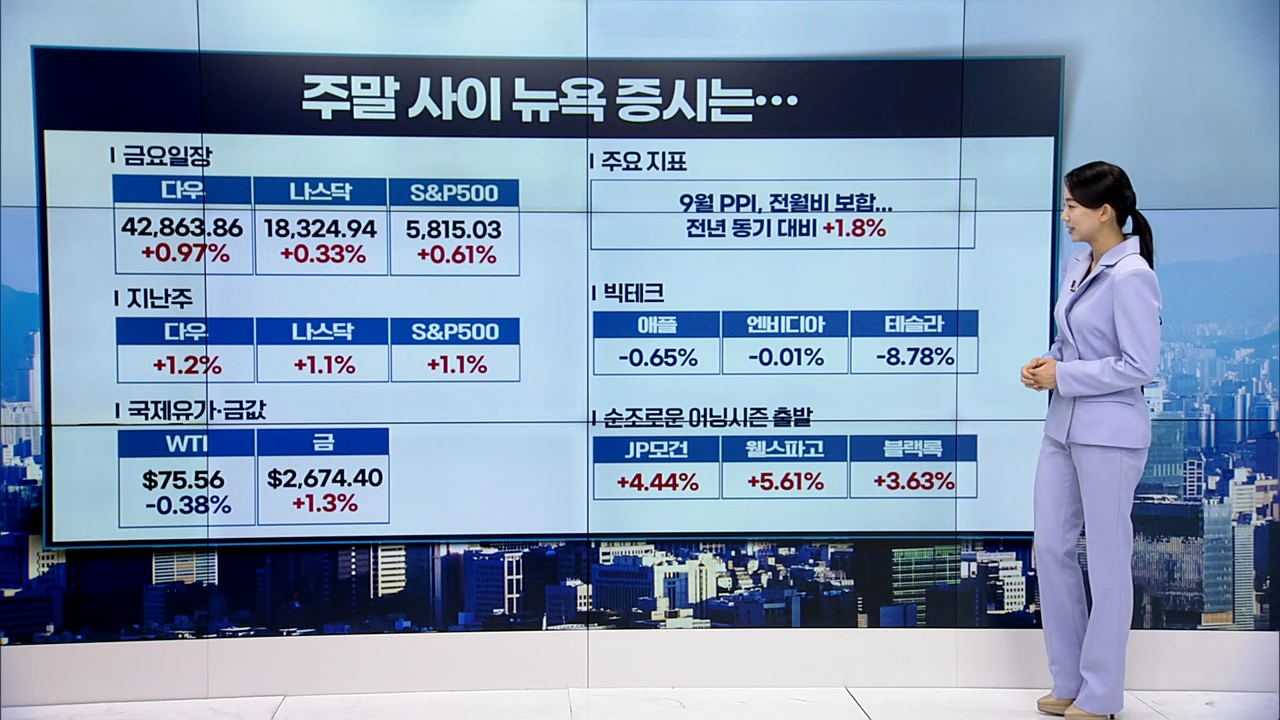 주말 사이 뉴욕 증시는…
금요일장
다우 나스닥 S&P500
42,863.86 18,324.94 5,815.03
+0.97% +0.33% +0.61%
지난주
다우 나스닥 S&P500
+1.2% +1.1% +1.1%
국제유가·금값
WTI 금
$75.56 $2,674.40
-0.38% +1.3%
주요 지표
9월 PPI, 전월비 보합...
전년 동기 대비 +1.8%
빅테크
애플 엔비디아 테슬라
-0.65% -0.01% -8.78%
순조로운 어닝시즌 출발
JP모건 웰스파고 블랙록
+4.44% +5.61% +3.63%